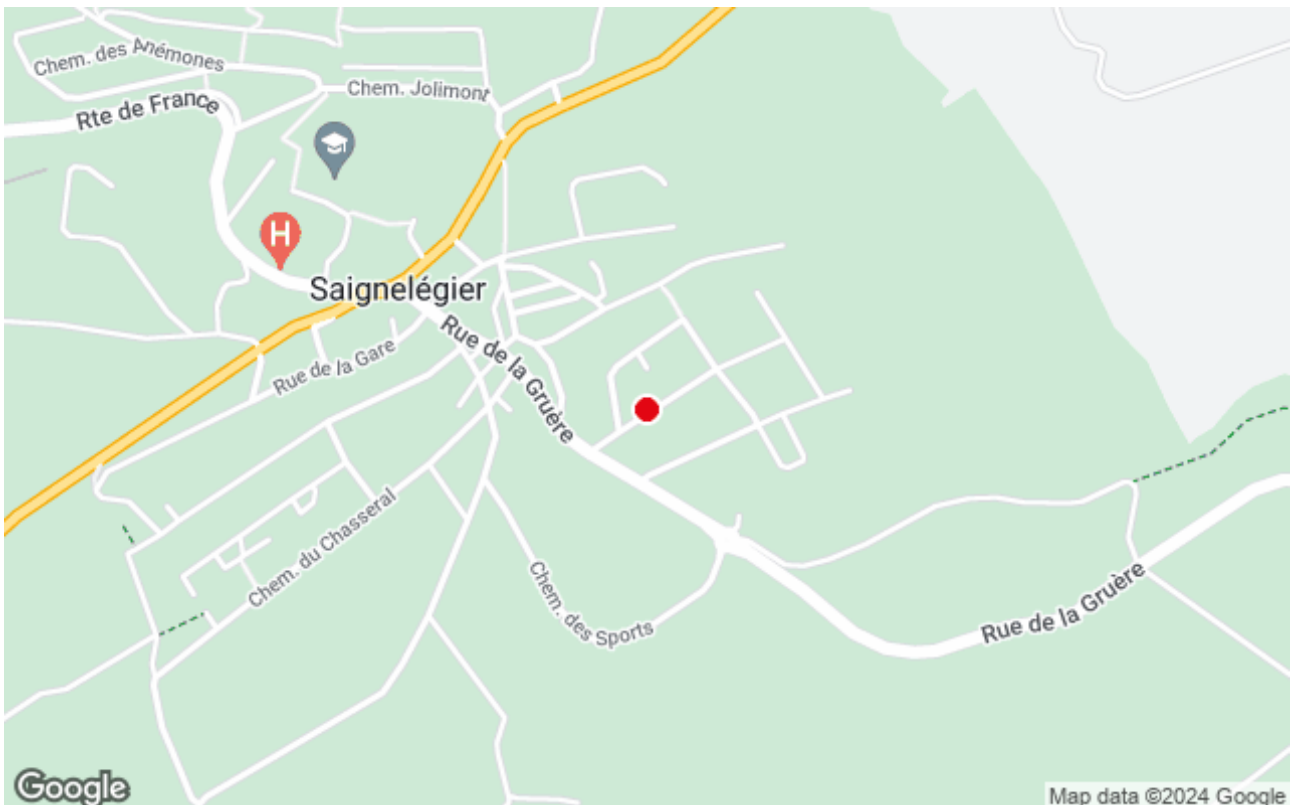 Chem. des Anémones
Chem. Jolimont
Rte de France
H
Saignelégier
Rue de la Gare
Rue de la Gruère
Chem. du Chasseral
Chem. des Sports
Rue de la Gruère
Google
Map data ©2024 Google